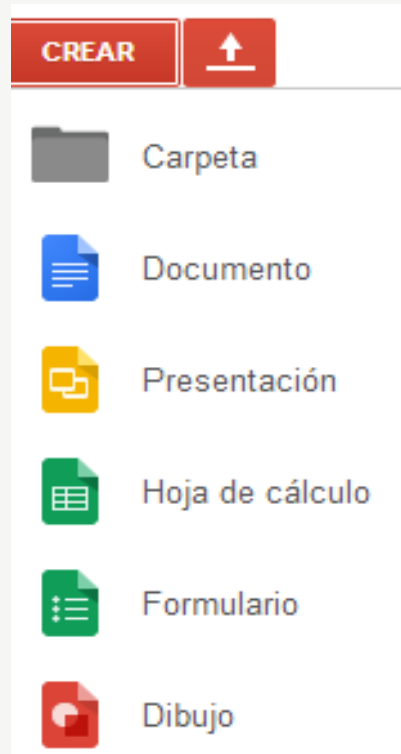 CREAR
Carpeta
Documento
Presentación
Hoja de cálculo
Formulario
Dibujo